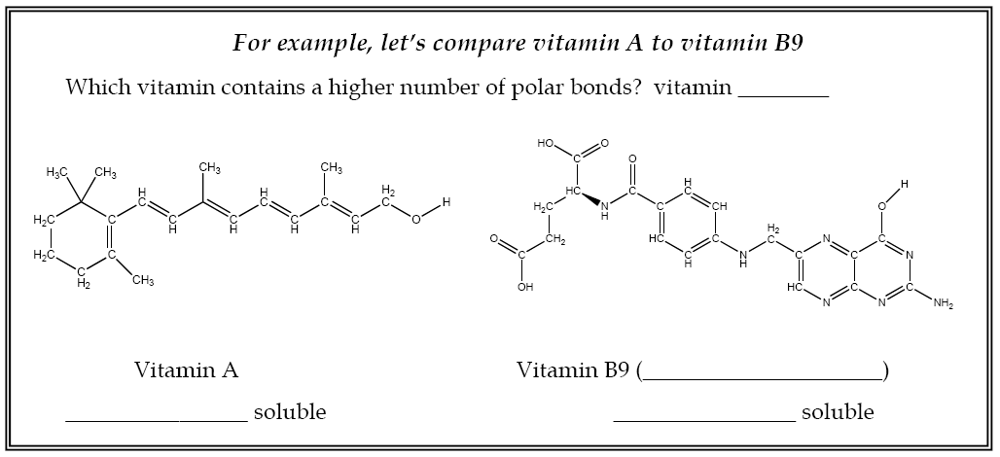 For example, let's compare vitamin A to vitamin B9
Which vitamin contains a higher number of polar bonds? vitamin ________
H3C CH3 CH3 CH3
H H H H2 H
H2C H H H H O
H2C C
C CH3
H2
HO O O H
C
HC C H O
H2C N CH H2 N C N
H
O CH2 HC C C C
C H N HC C C NH2
H N N
OH
Vitamin A Vitamin B9 (______________________)
________________ soluble ________________ soluble